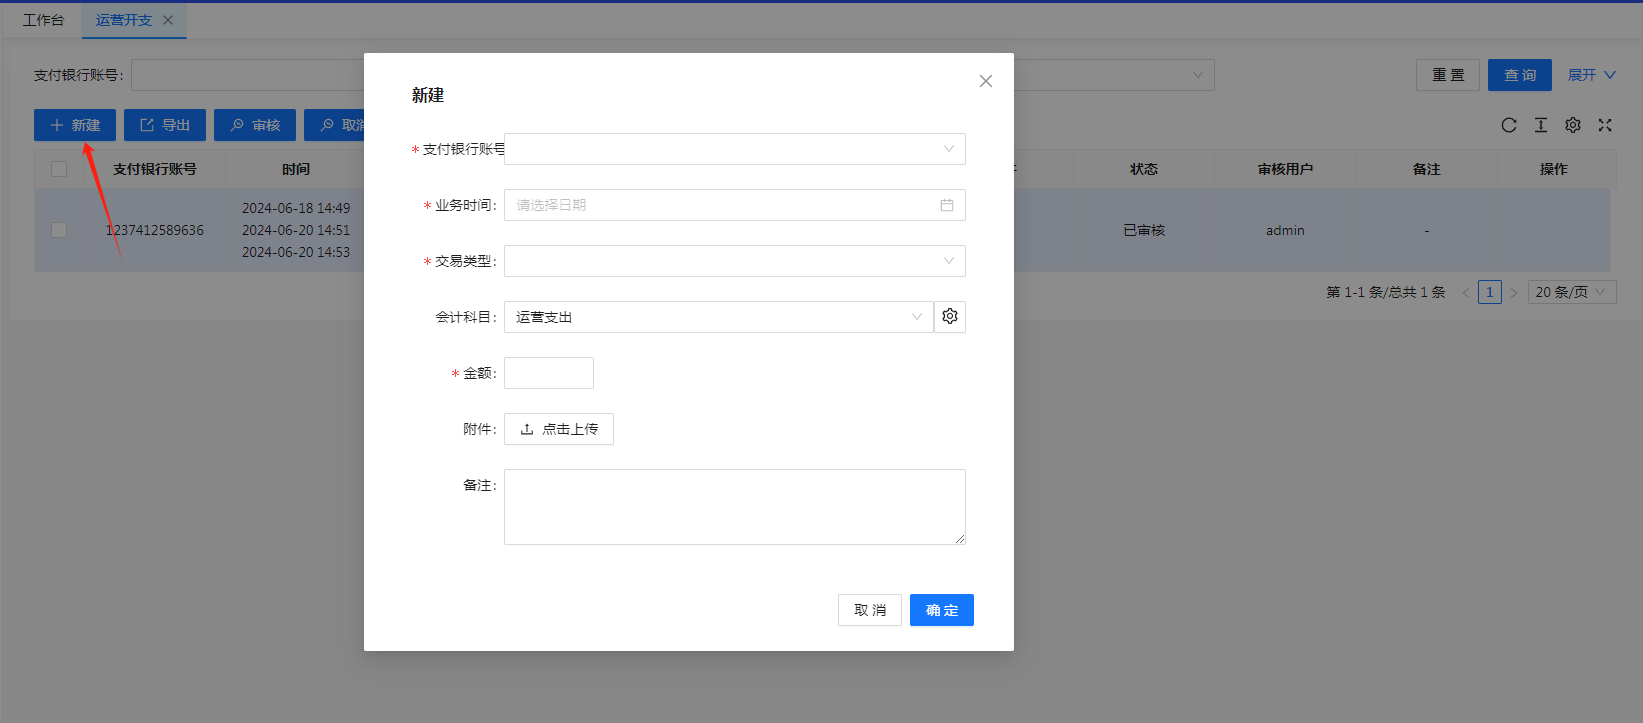 工作台 运营开支
支付银行账号:
重 置 查 询 展开
新建 导出 审核
支付银行账号 时间 状态 审核用户 备注 操作
2024-06-18 14:49
1237412589636 2024-06-20 14:51 已审核 admin -
2024-06-20 14:53
第 1-1 条/总共 1 条 < 1 > 20 条/页
新建
* 支付银行账号
* 业务时间: 请选择日期
* 交易类型:
会计科目: 运营支出
* 金额:
附件: 点击上传
备注:
取 消 确 定